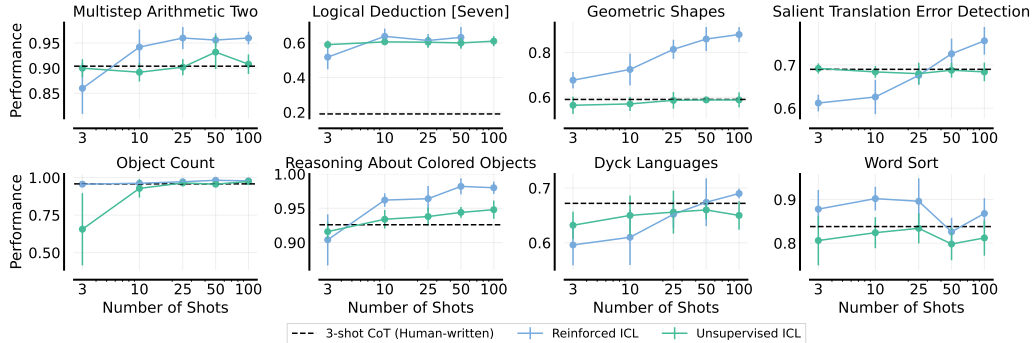 Multistep Arithmetic Two
Logical Deduction [Seven]
Geometric Shapes
Salient Translation Error Detection
Performance
0.95
0.90
0.85
3 10 25 50 100
0.6
0.4
0.2
3 10 25 50 100
0.8
0.6
3 10 25 50 100
0.7
0.6
3 10 25 50 100
Object Count
Reasoning About Colored Objects
Dyck Languages
Word Sort
Performance
1.00
0.75
0.50
3 10 25 50 100
Number of Shots
1.00
0.95
0.90
3 10 25 50 100
Number of Shots
0.7
0.6
3 10 25 50 100
Number of Shots
0.9
0.8
3 10 25 50 100
Number of Shots
3-shot CoT (Human-written)
Reinforced ICL
Unsupervised ICL